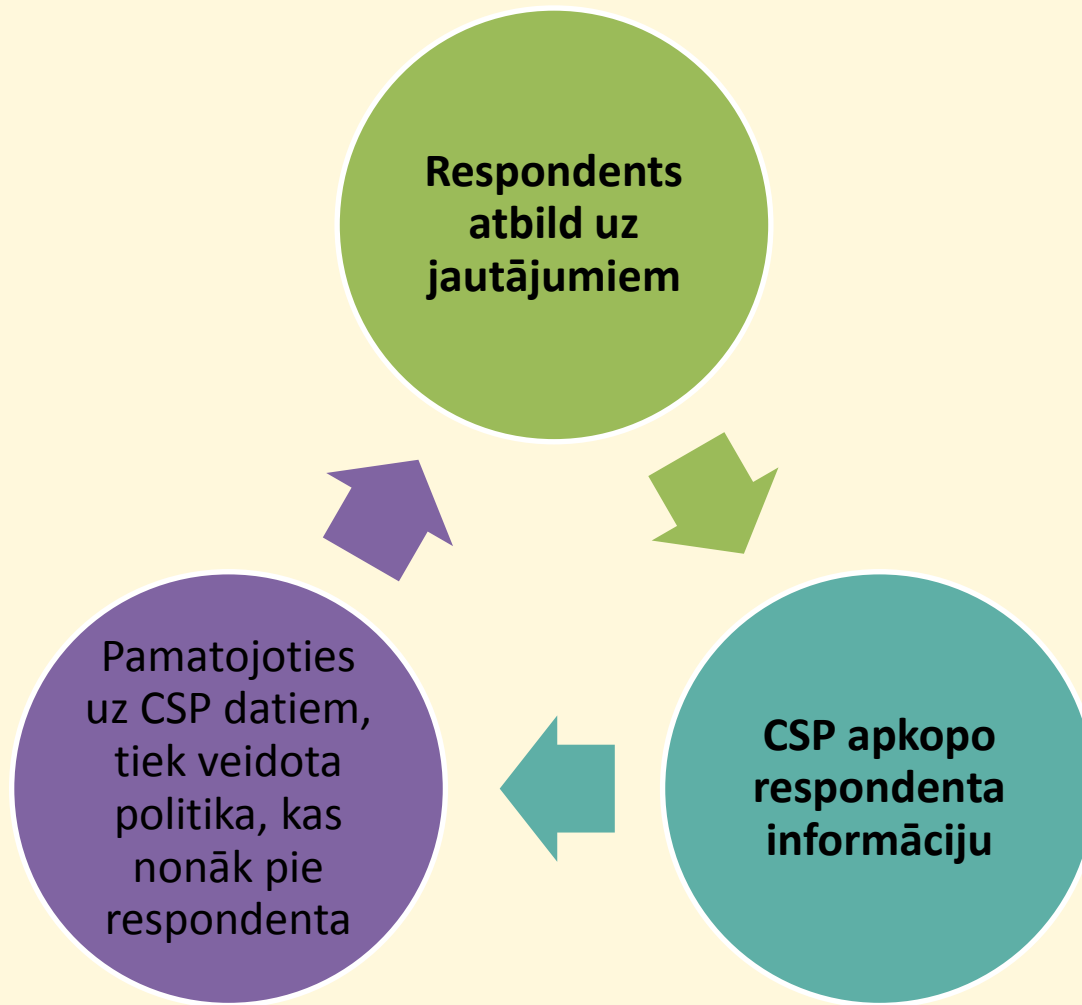 Respondents
atbild uz
jautājumiem
CSP apkopo
respondenta
informāciju
Pamatojoties
uz CSP datiem,
tiek veidota
politika, kas
nonāk pie
respondenta